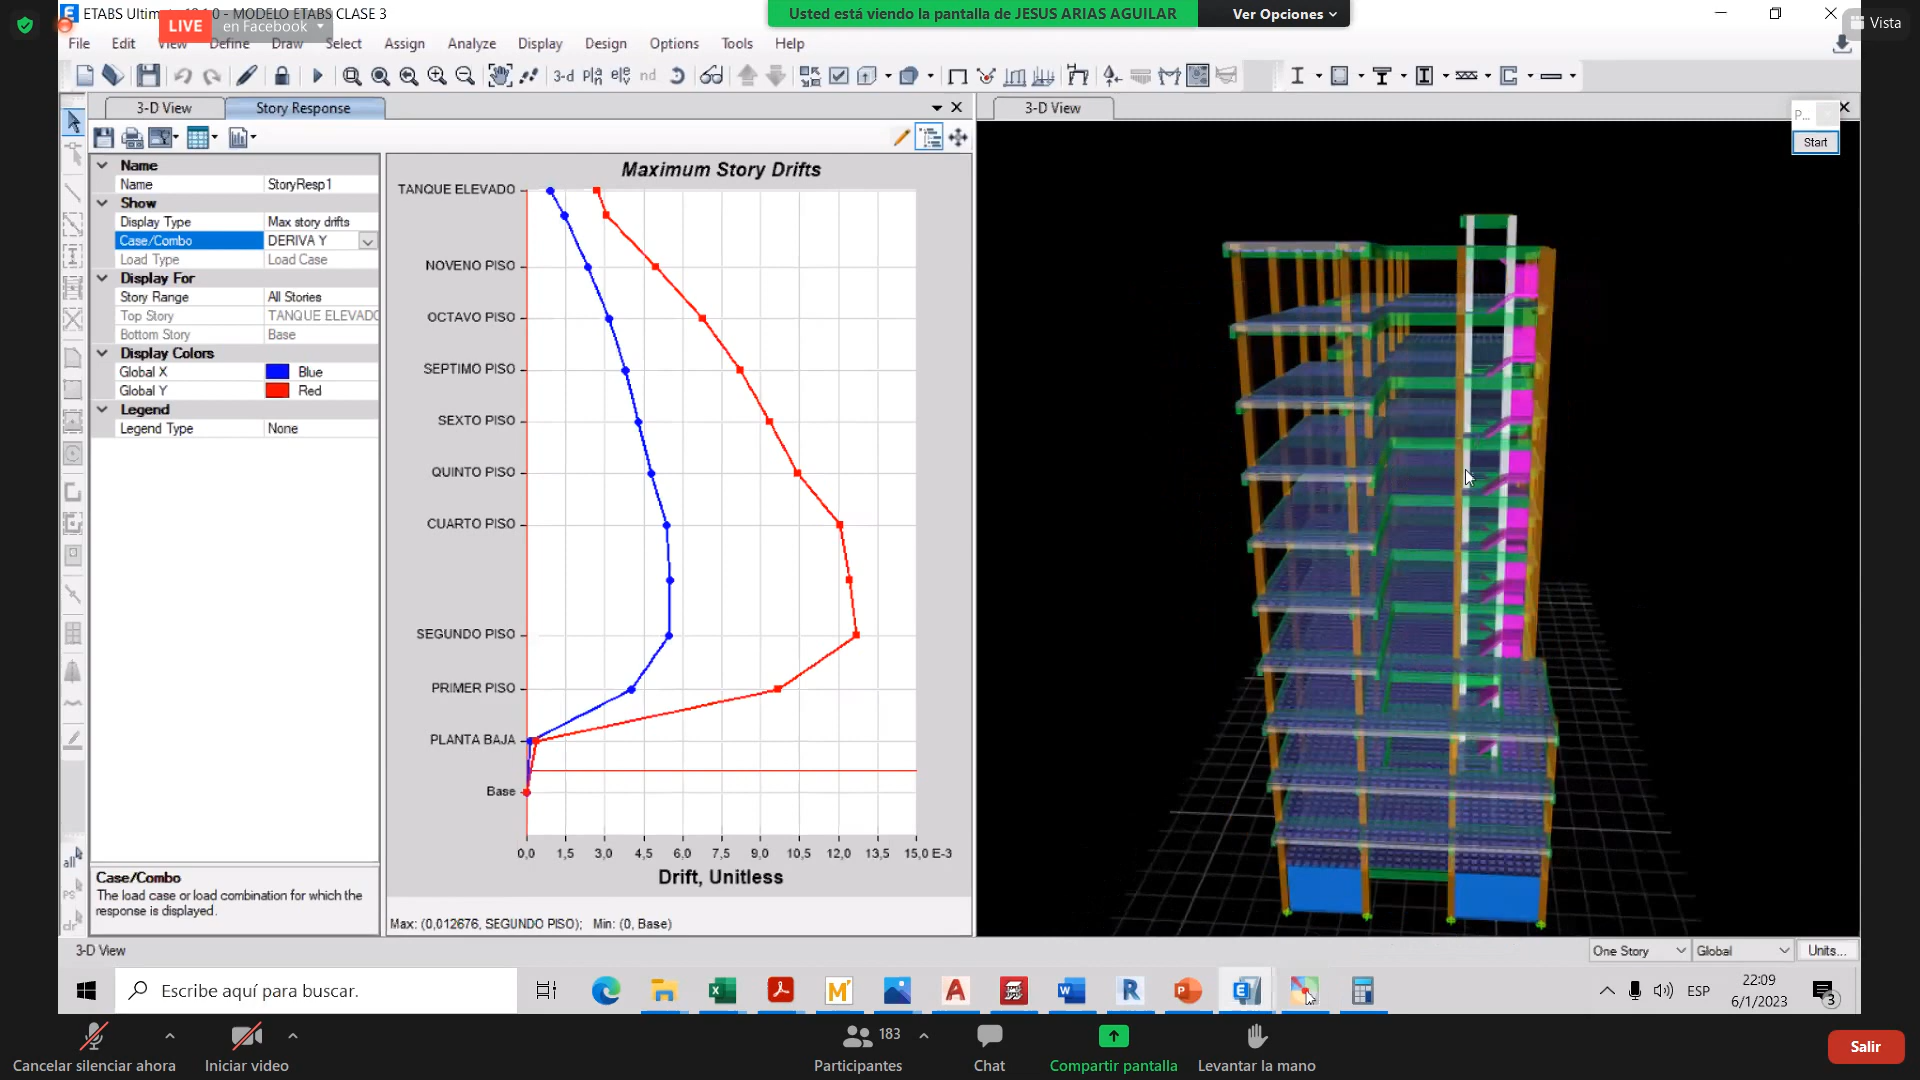 ETABS Ultim
0 - MODELO ETABS CLASE 3
LIVE
en Facebook
Usted está viendo la pantalla de JESUS ARIAS AGUILAR
Ver Opciones
Vista
File Edit View Define Draw Select Assign Analyze Display Design Options Tools Help
3-d
nd
3-D View
Story Response
3-D View
P...
Start
Name
Name StoryResp1
Show
Display Type Max story drifts
Case/Combo DERIVA Y
Load Type Load Case
Display For
Story Range All Stories
Top Story TANQUE ELEVADO
Bottom Story Base
Display Colors
Global X Blue
Global Y Red
Legend
Legend Type None
Case/Combo
The load case or load combination for which the
response is displayed.
Maximum Story Drifts
TANQUE ELEVADO
NOVENO PISO
OCTAVO PISO
SEPTIMO PISO
SEXTO PISO
QUINTO PISO
CUARTO PISO
SEGUNDO PISO
PRIMER PISO
PLANTA BAJA
Base
0,0 1,5 3,0 4,5 6,0 7,5 9,0 10,5 12,0 13,5 15,0 E-3
Drift, Unitless
Max: (0,012676, SEGUNDO PISO); Min: (0, Base)
3-D View
One Story
Global
Units...
all
Escribe aquí para buscar.
ESP
22:09
6/1/2023
3
Cancelar silenciar ahora
Iniciar video
183
Participantes
Chat
Compartir pantalla
Levantar la mano
Salir